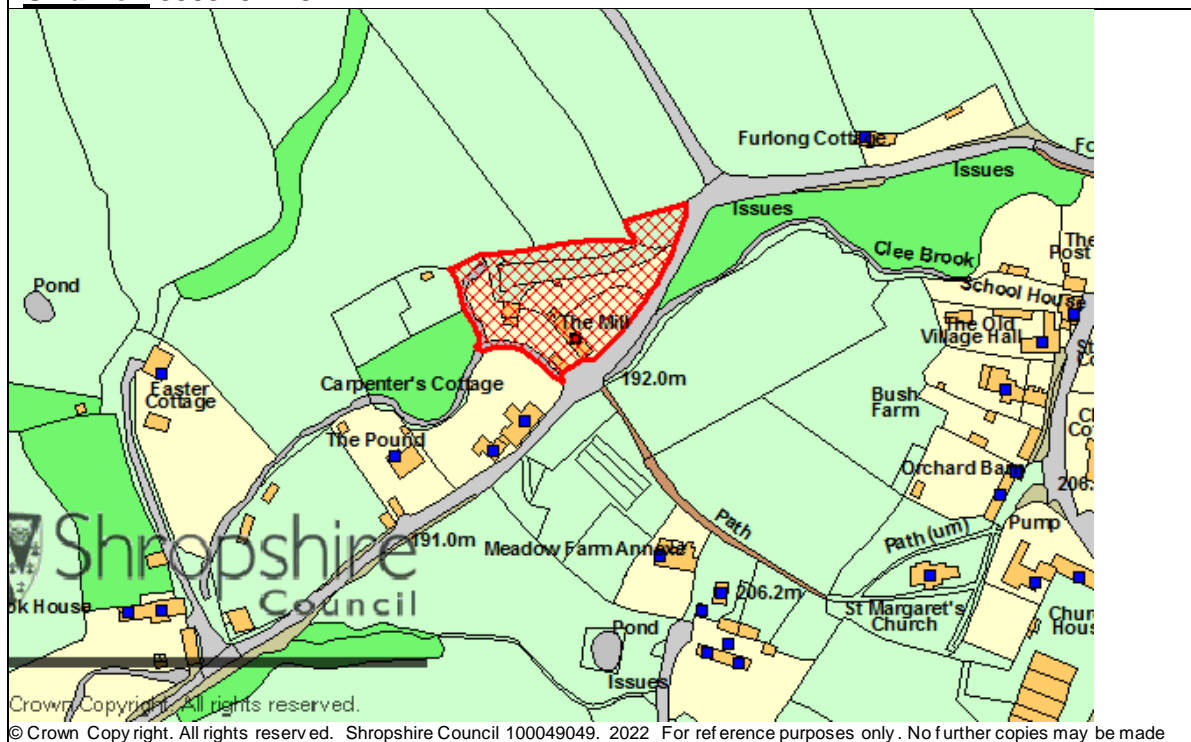 Furlong Cottage
Issues
Issues
Clee Brook
The
Post
School House
The Old
Village Hall
Pond
The Mill
192.0m
Carpenter's Cottage
Easter
Cottage
The Pound
Bush
Farm
Orchard Barn
206.
Pump
Path
Path (um)
191.0m
Meadow Farm Annexe
206.2m
St Margaret's
Church
Pond
Issues
Shropshire
Council
ok House
Crown Copyright. All rights reserved.
© Crown Copyright. All rights reserved. Shropshire Council 100049049. 2022 For reference purposes only. No further copies may be made